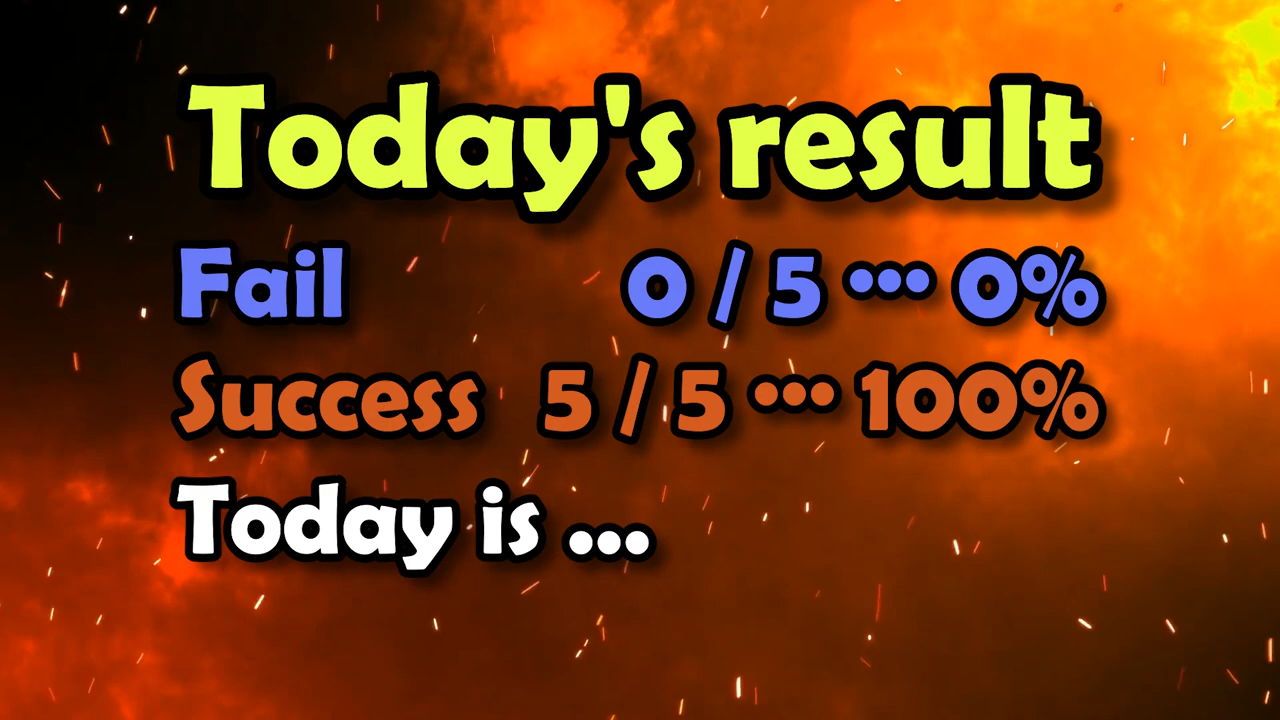 Today's result
Fail 0 / 5 ··· 0%
Success 5 / 5 ··· 100%
Today is ...